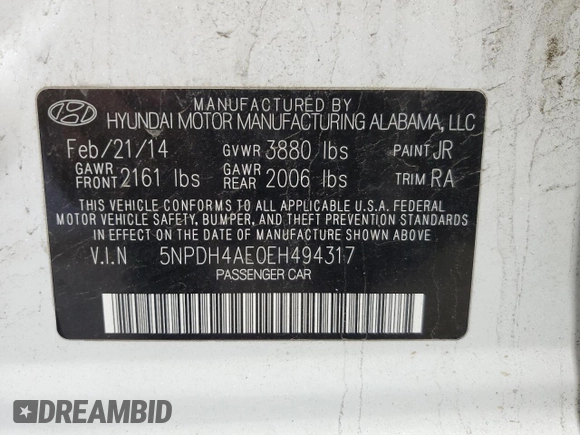 MANUFACTURED BY
HYUNDAI MOTOR MANUFACTURING ALABAMA, LLC
Feb/21/14 GVWR 3880 lbs PAINT JR
GAWR FRONT 2161 lbs GAWR REAR 2006 lbs TRIM RA
THIS VEHICLE CONFORMS TO ALL APPLICABLE U.S.A. FEDERAL
MOTOR VEHICLE SAFETY, BUMPER, AND THEFT PREVENTION STANDARDS
IN EFFECT ON THE DATE OF MANUFACTURE SHOWN ABOVE.
V.I.N 5NPDH4AE0EH494317
PASSENGER CAR
DREAMBID